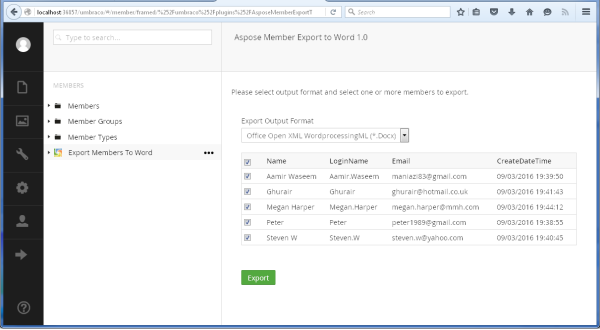 localhost:34857/umbraco/#/member/framed/%252Fumbraco%252Fplugins%252FAsposeMemberExportT
Search
Type to search...
Aspose Member Export to Word 1.0
MEMBERS
Members
Member Groups
Member Types
Export Members To Word
Please select output format and select one or more members to export.
Export Output Format
Office Open XML WordprocessingML (*.Docx)
Name LoginName Email CreateDateTime
Aamir Waseem Aamir.Waseem maniazi83@gmail.com 09/03/2016 19:39:50
Ghurair Ghurair ghurair@hotmail.co.uk 09/03/2016 19:41:43
Megan Harper Megan.Harper megan.harper@mmh.com 09/03/2016 19:44:12
Peter Peter peter1989@gmail.com 09/03/2016 19:38:55
Steven W Steven.W steven.w@yahoo.com 09/03/2016 19:40:45
Export